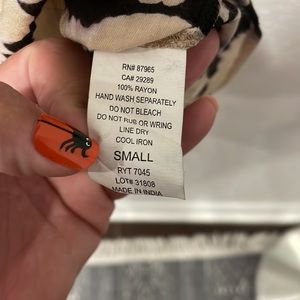 RN# 87965
CA# 29289
100% RAYON
HAND WASH SEPARATELY
DO NOT BLEACH
DO NOT RUB OR WRING
LINE DRY
COOL IRON
SMALL
RYT 7045
LOT# 31808
MADE IN INDIA